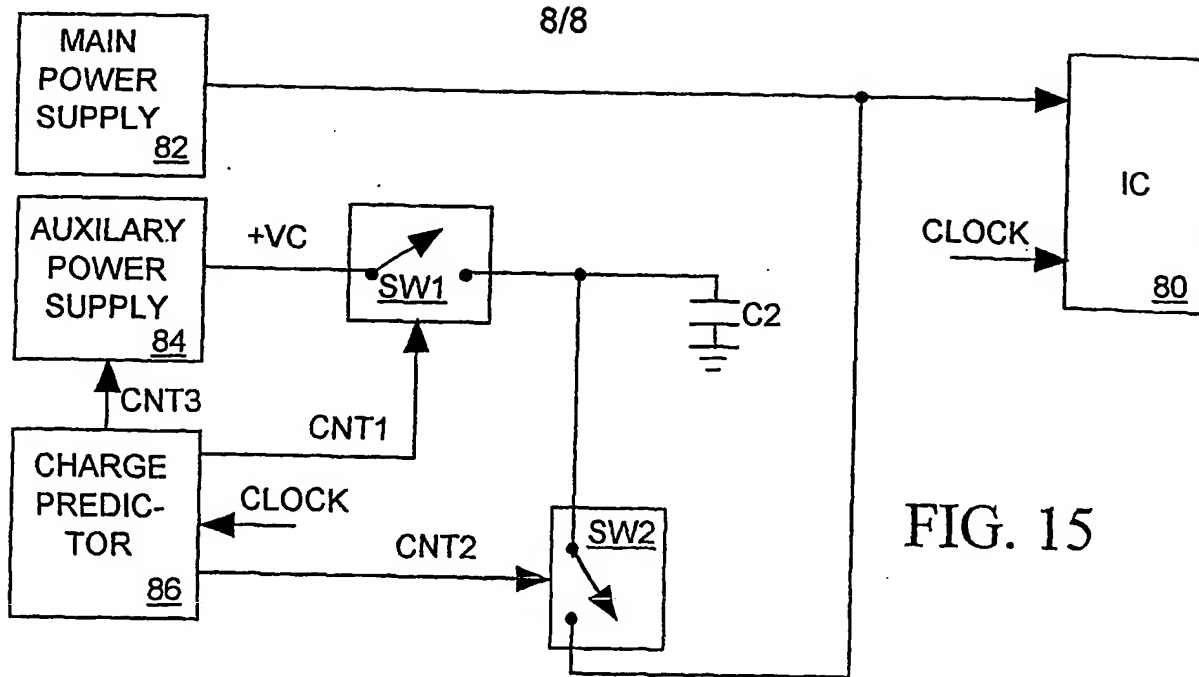 8/8
MAIN
POWER
SUPPLY
82
IC
CLOCK
80
AUXILARY
POWER
SUPPLY
84
+VC
SW1
C2
CNT3
CNT1
CHARGE
PREDIC-
TOR
86
CLOCK
CNT2
SW2
FIG. 15